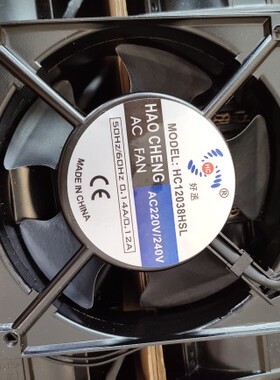 好丞
HC
®
MODEL: HC12038HSL
HAO CHENG
AC220V/240V
AC FAN
50Hz/60Hz 0.14A/0.12A
CE
MADE IN CHINA